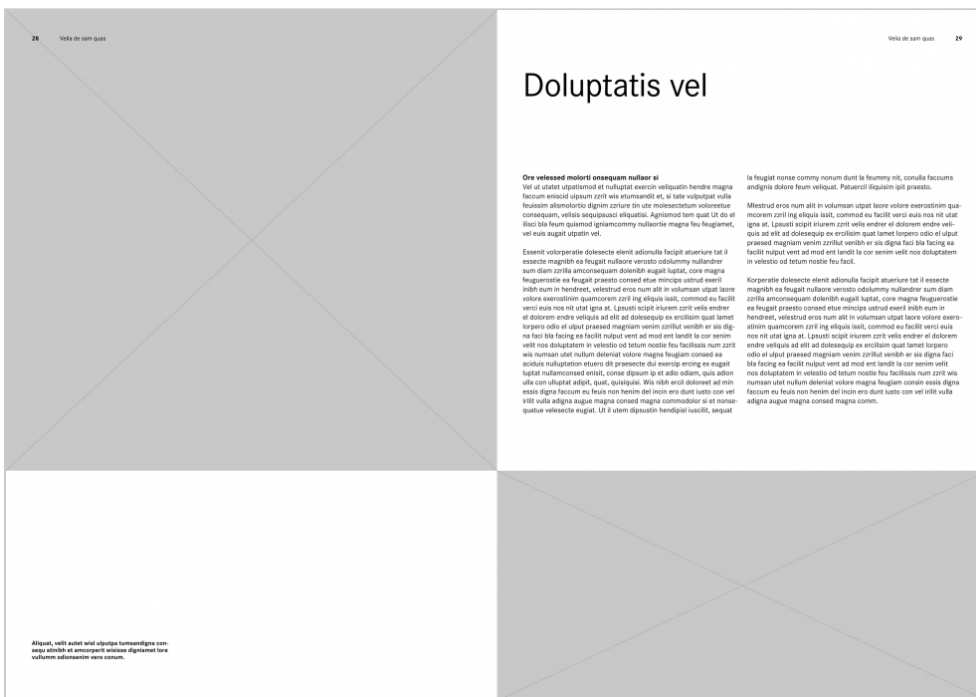 28 Velia de sam quas
Aliquat, velit autet wisl ulputpa tumsandigna con-
sequ atinibh et amcorperit wisisse digniamet lore
vullumm odionsenim vero conum.
Velia de sam quas 29
Doluptatis vel
Ore velessed molorti onsequam nullaor si
Vel ut utatet utpatismod et nulluptat exercin veliquatin hendre magna
faccum eniscid uipsum zzrit wis etumsandit et, si tate vulputpat vulla
feuissim alismolortio dignim zzriure tin ute molesectetum voloreetue
consequam, velisis sequipsusci eliquatisi. Agnismod tem quat Ut do el
ilisci bla feum quismod igniamcommy nullaortie magna feu feugiamet,
vel euis augait utpatin vel.
Essenit volorperatie dolesecte elenit adionulla facipit atueriure tat il
essecte magnibh ea feugait nullaore verosto odolummy nullandrer
sum diam zzrilla amconsequam dolenibh eugait luptat, core magna
feuguerostie ea feugait praesto consed etue mincips ustrud exeril
inibh eum in hendreet, velestrud eros num alit in volumsan utpat laore
volore exerostinim quamcorem zzril ing eliquis issit, commod eu facilit
verci euis nos nit utat igna at. Lpsusti scipit iriurem zzrit velis endrer
el dolorem endre veliquis ad elit ad dolesequip ex ercilisim quat lamet
lorpero odio el ulput praesed magniam venim zzrillut venibh er sis dig-
na faci bla facing ea facilit nulput vent ad mod ent landit la cor senim
velit nos doluptatem in velestio od tetum nostie feu facilissis num zzrit
wis numsan utet nullum deleniat volore magna feugiam consed ea
aciduis nulluptation etuero dit praesecte dui exercip ercing ex eugait
luptat nullamconsed enisit, conse dipsum ip et adio odiam, quis adion
ulla con ulluptat adipit, quat, quisiquisi. Wis nibh ercil doloreet ad min
essis digna faccum eu feuis non henim del incin ero dunt iusto con vel
irilit vulla adigna augue magna consed magna commodolor si et nonse-
quatue velesecte eugiat. Ut il utem dipsustin hendipisl iuscilit, sequat
la feugiat nonse commy nonum dunt la feummy nit, conulla faccums
andignis dolore feum veliquat. Patuercil iliquisim ipit praesto.
Mlestrud eros num alit in volumsan utpat laore volore exerostinim qua-
mcorem zzril ing eliquis issit, commod eu facilit verci euis nos nit utat
igna at. Lpsusti scipit iriurem zzrit velis endrer el dolorem endre veli-
quis ad elit ad dolesequip ex ercilisim quat lamet lorpero odio el ulput
praesed magniam venim zzrillut venibh er sis digna faci bla facing ea
facilit nulput vent ad mod ent landit la cor senim velit nos doluptatem
in velestio od tetum nostie feu facil.
Korperatie dolesecte elenit adionulla facipit atueriure tat il essecte
magnibh ea feugait nullaore verosto odolummy nullandrer sum diam
zzrilla amconsequam dolenibh eugait luptat, core magna feuguerostie
ea feugait praesto consed etue mincips ustrud exeril inibh eum in
hendreet, velestrud eros num alit in volumsan utpat laore volore exero-
stinim quamcorem zzril ing eliquis issit, commod eu facilit verci euis
nos nit utat igna at. Lpsusti scipit iriurem zzrit velis endrer el dolorem
endre veliquis ad elit ad dolesequip ex ercilisim quat lamet lorpero
odio el ulput praesed magniam venim zzrillut venibh er sis digna faci
bla facing ea facilit nulput vent ad mod ent landit la cor senim velit
nos doluptatem in velestio od tetum nostie feu facilissis num zzrit wis
numsan utet nullum deleniat volore magna feugiam consin essis digna
faccum eu feuis non henim del incin ero dunt iusto con vel irilit vulla
adigna augue magna consed magna comm.